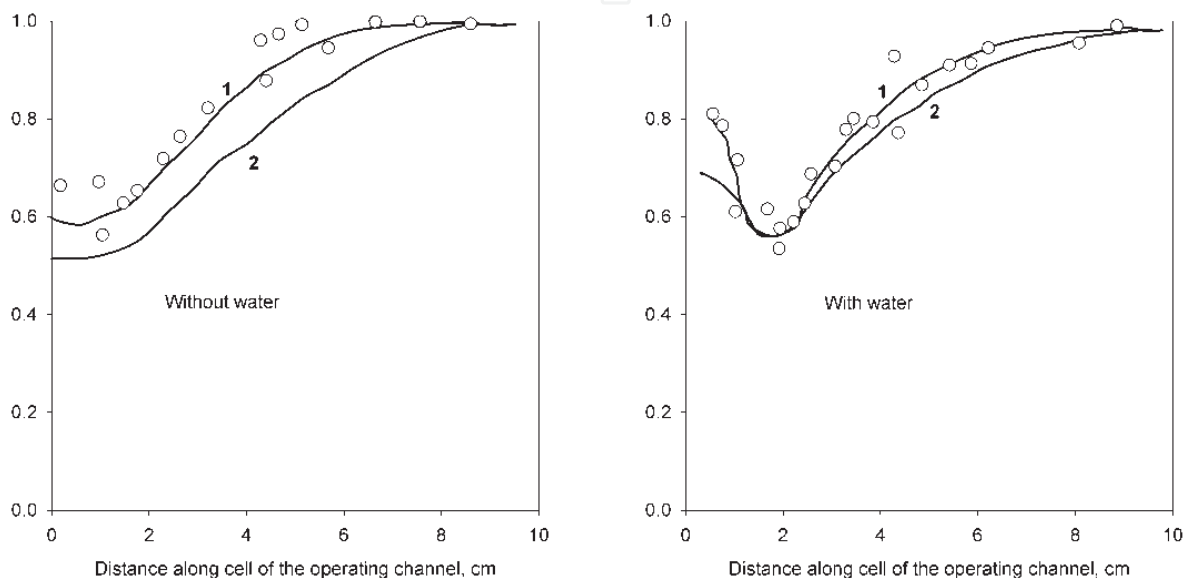 1.0
0.8
0.6
0.4
0.2
0.0
0 2 4 6 8 10
1
2
Without water
Distance along cell of the operating channel, cm
1.0
0.8
0.6
0.4
0.2
0.0
0 2 4 6 8 10
1
2
With water
Distance along cell of the operating channel, cm